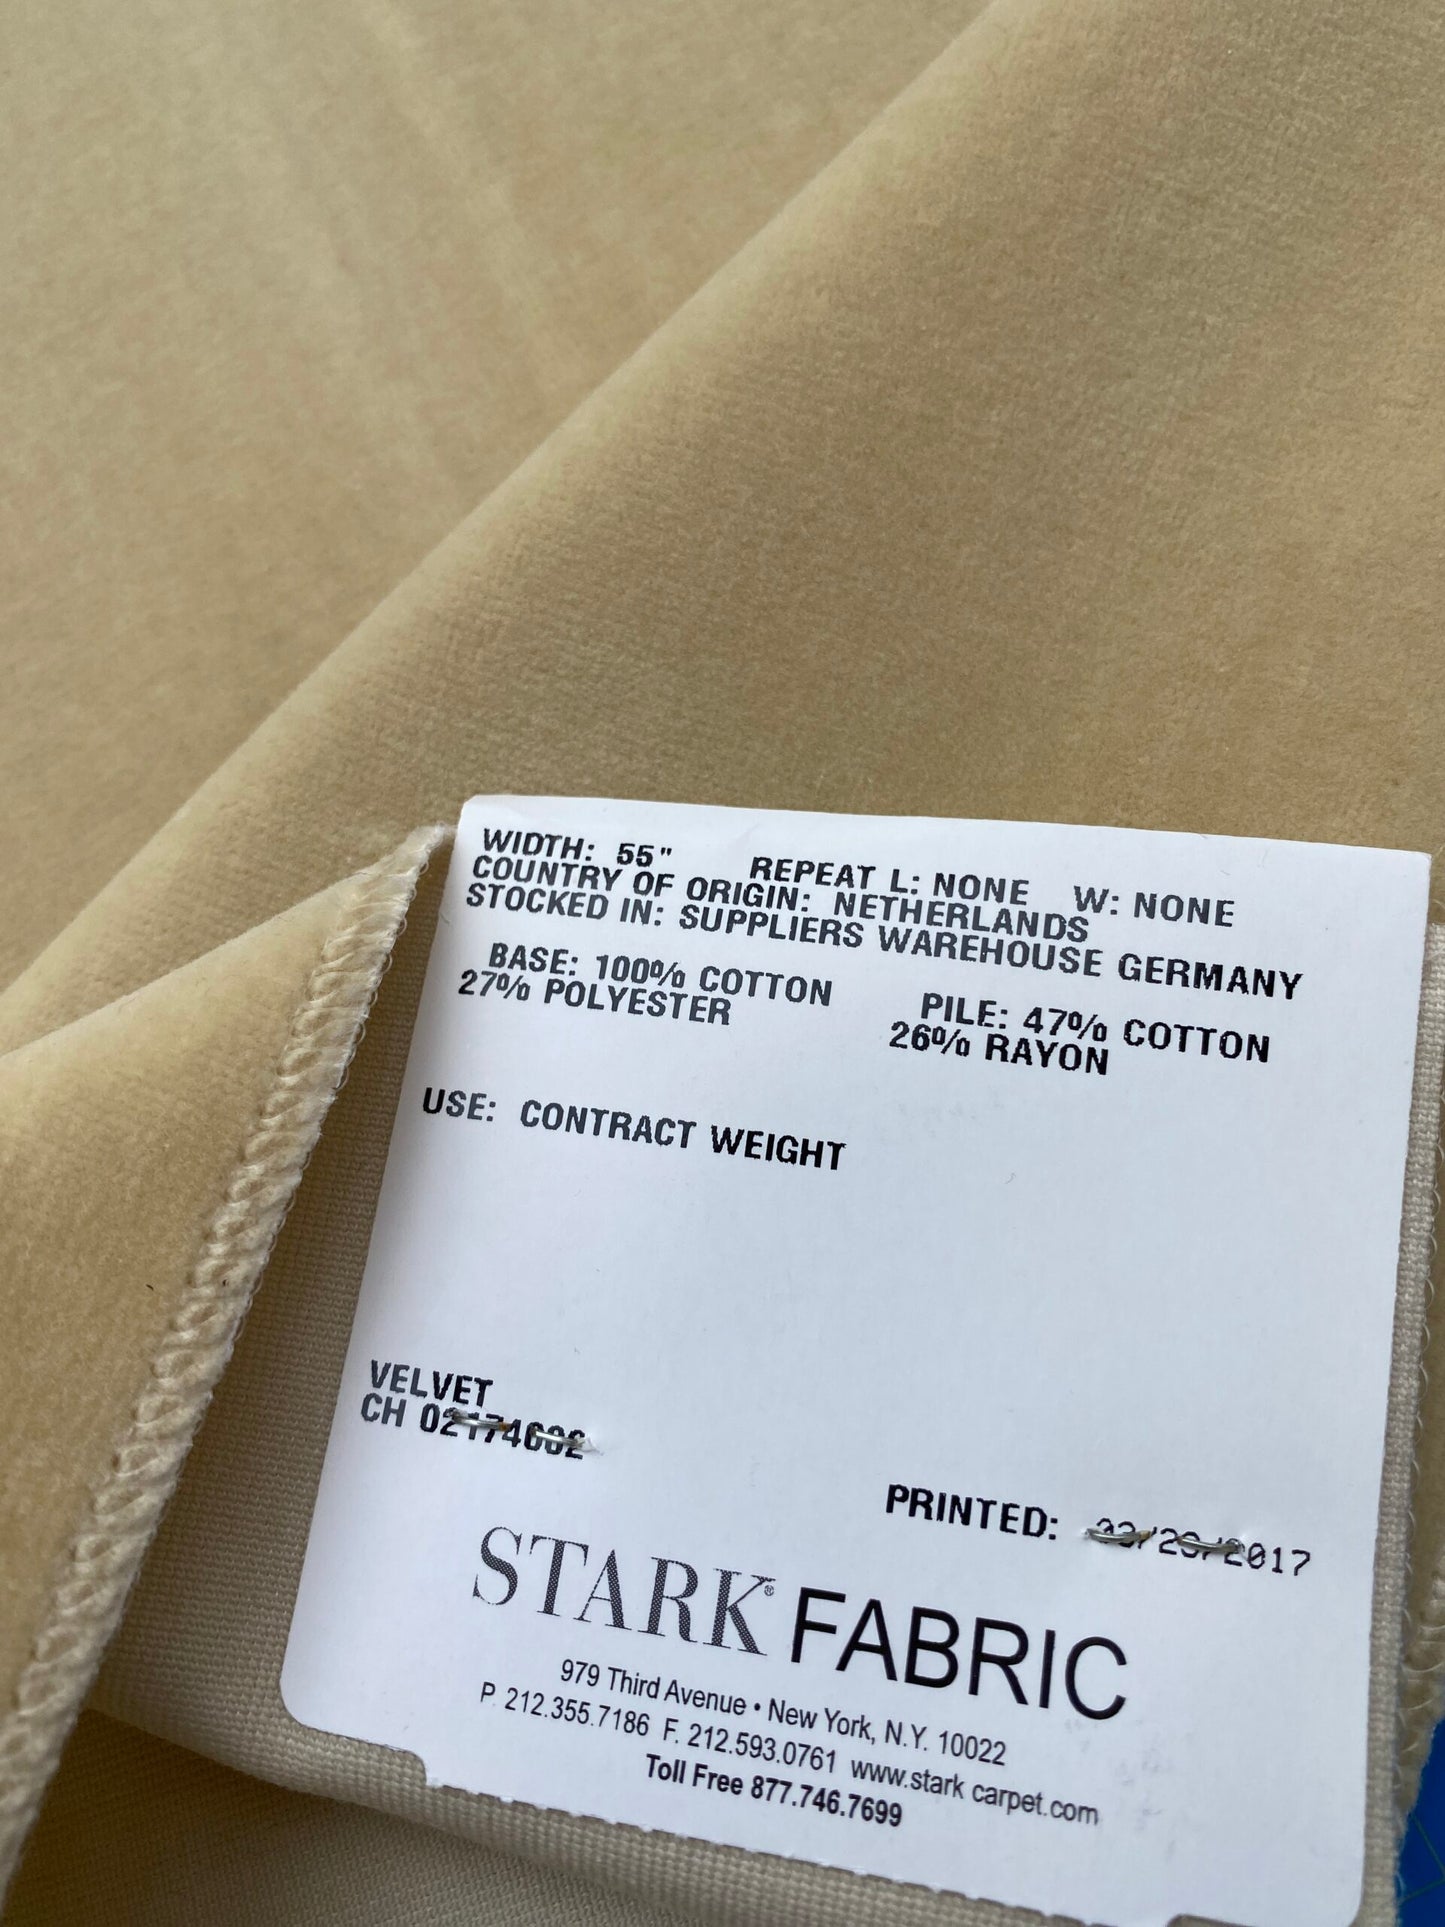 WIDTH: 55" REPEAT L: NONE W: NONE
COUNTRY OF ORIGIN: NETHERLANDS
STOCKED IN: SUPPLIERS WAREHOUSE GERMANY
BASE: 100% COTTON PILE: 47% COTTON
27% POLYESTER 26% RAYON
USE: CONTRACT WEIGHT
VELVET
CH
PRINTED:
STARK® FABRIC
979 Third Avenue • New York, N.Y. 10022
P. 212.355.7186 F. 212.593.0761 www.stark carpet.com
Toll Free 877.746.7699